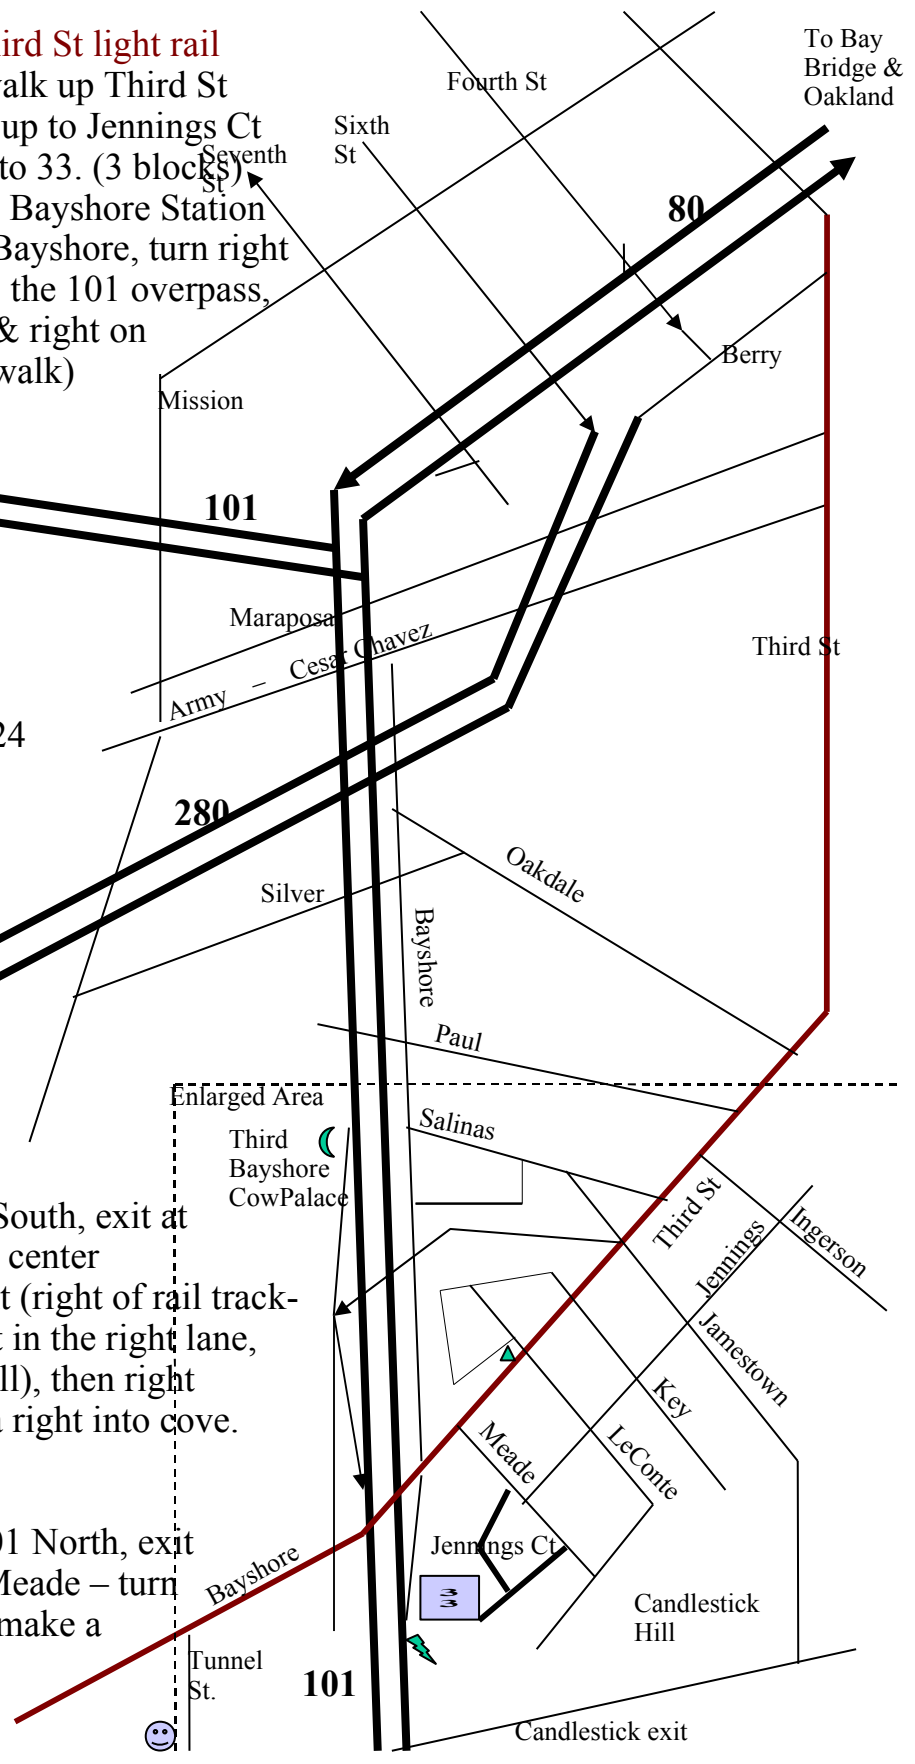 ird St light rail
alk up Third St
up to Jennings Ct
to 33. (3 blocks)
Bayshore Station
Bayshore, turn right
the 101 overpass,
& right on
walk)
To Bay
Bridge &
Oakland
Fourth St
Sixth
St
Seventh
St
80
Berry
Mission
101
Maraposa
Army – Cesar Chavez
Third St
24
280
Silver
Oakdale
Bayshore
Paul
Enlarged Area
Salinas
Third
Bayshore
CowPalace
South, exit at
center
t (right of rail track-
t in the right lane,
ll), then right
a right into cove.
Third St
Jennings
Ingerson
Jamestown
Key
LeConte
Meade
01 North, exit
Meade – turn
make a
Jennings Ct
33
Bayshore
Candlestick
Hill
Tunnel
St.
101
Candlestick exit